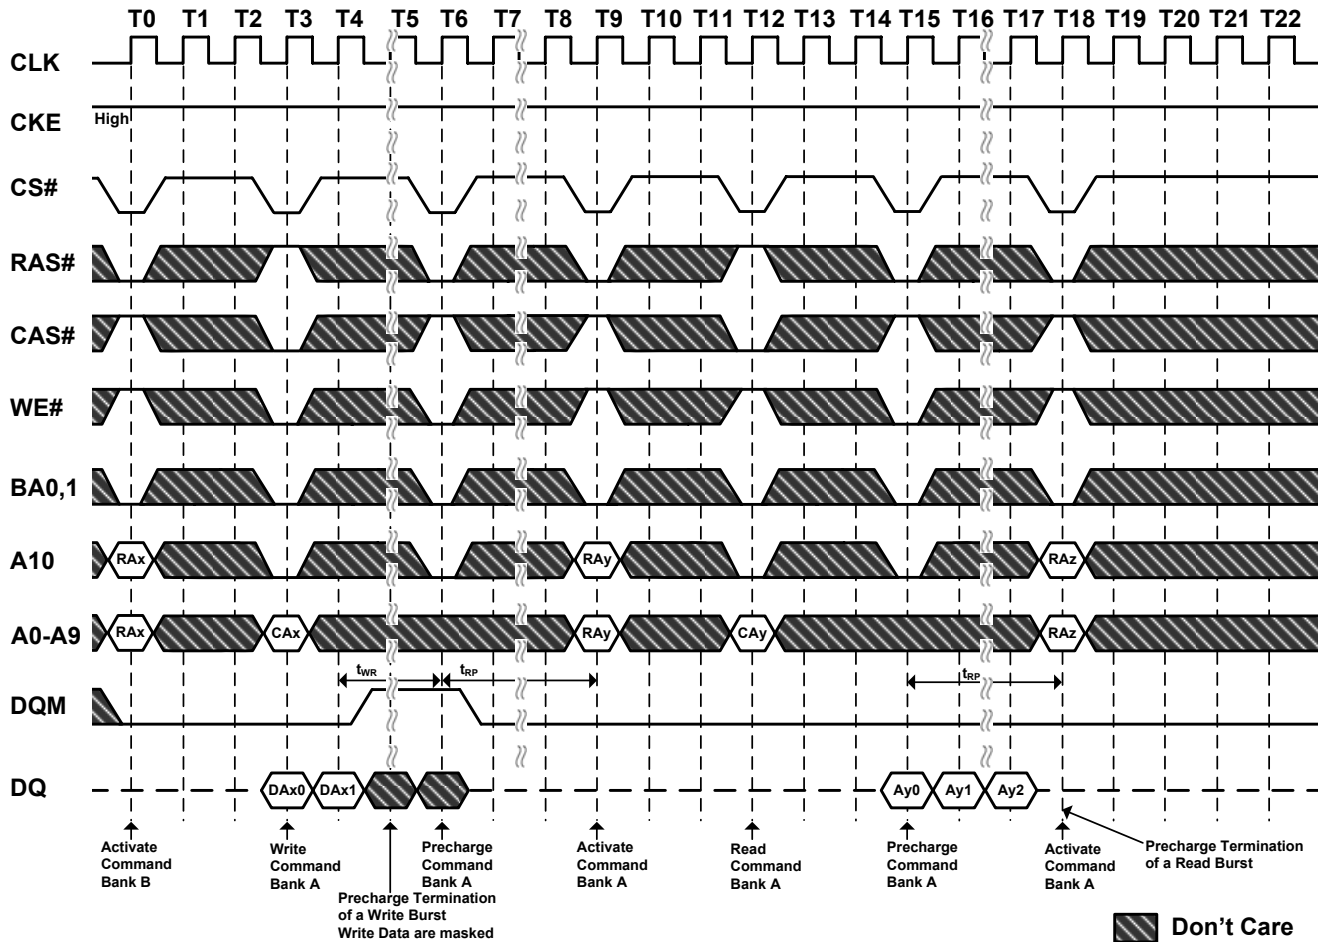 T0 T1 T2 T3 T4 T5 T6 T7 T8 T9 T10 T11 T12 T13 T14 T15 T16 T17 T18 T19 T20 T21 T22
CLK
CKE
High
CS#
RAS#
CAS#
WE#
BA0,1
A10
RAx RAy RAz
A0-A9
RAx CAx RAy CAy RAz
tWR tRP tRP
DQM
DQ
DAx0 DAx1 Ay0 Ay1 Ay2
Activate
Command
Bank B
Write
Command
Bank A
Precharge Termination
of a Write Burst
Write Data are masked
Precharge
Command
Bank A
Activate
Command
Bank A
Read
Command
Bank A
Precharge
Command
Bank A
Activate
Command
Bank A
Precharge Termination
of a Read Burst
Don't Care